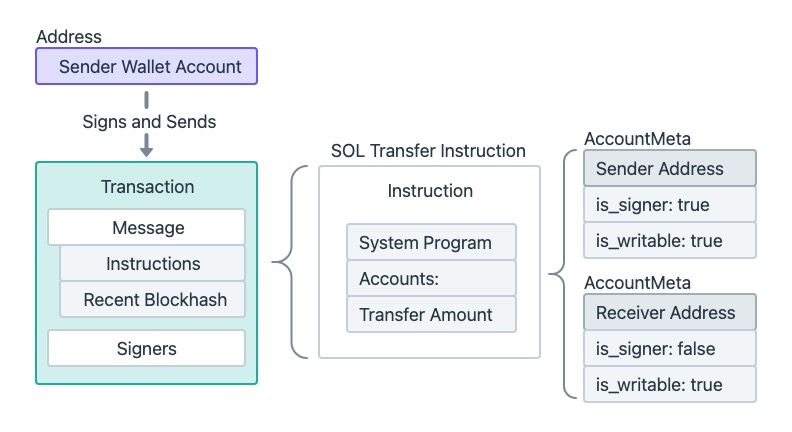 Address
Sender Wallet Account
Signs and Sends
Transaction
Message
Instructions
Recent Blockhash
Signers
SOL Transfer Instruction
Instruction
System Program
Accounts:
Transfer Amount
AccountMeta
Sender Address
is_signer: true
is_writable: true
AccountMeta
Receiver Address
is_signer: false
is_writable: true